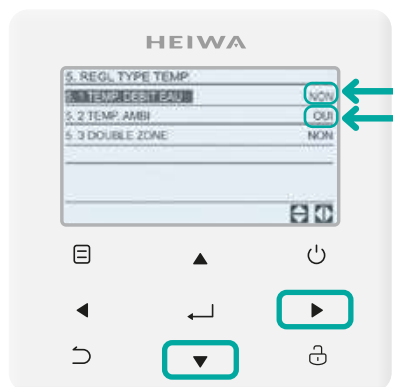 HEIWA
5. REGL TYPE TEMP.
5. 1 TEMP. DEBIT EAU NON
5. 2 TEMP. AMBI OUI
5. 3 DOUBLE ZONE NON